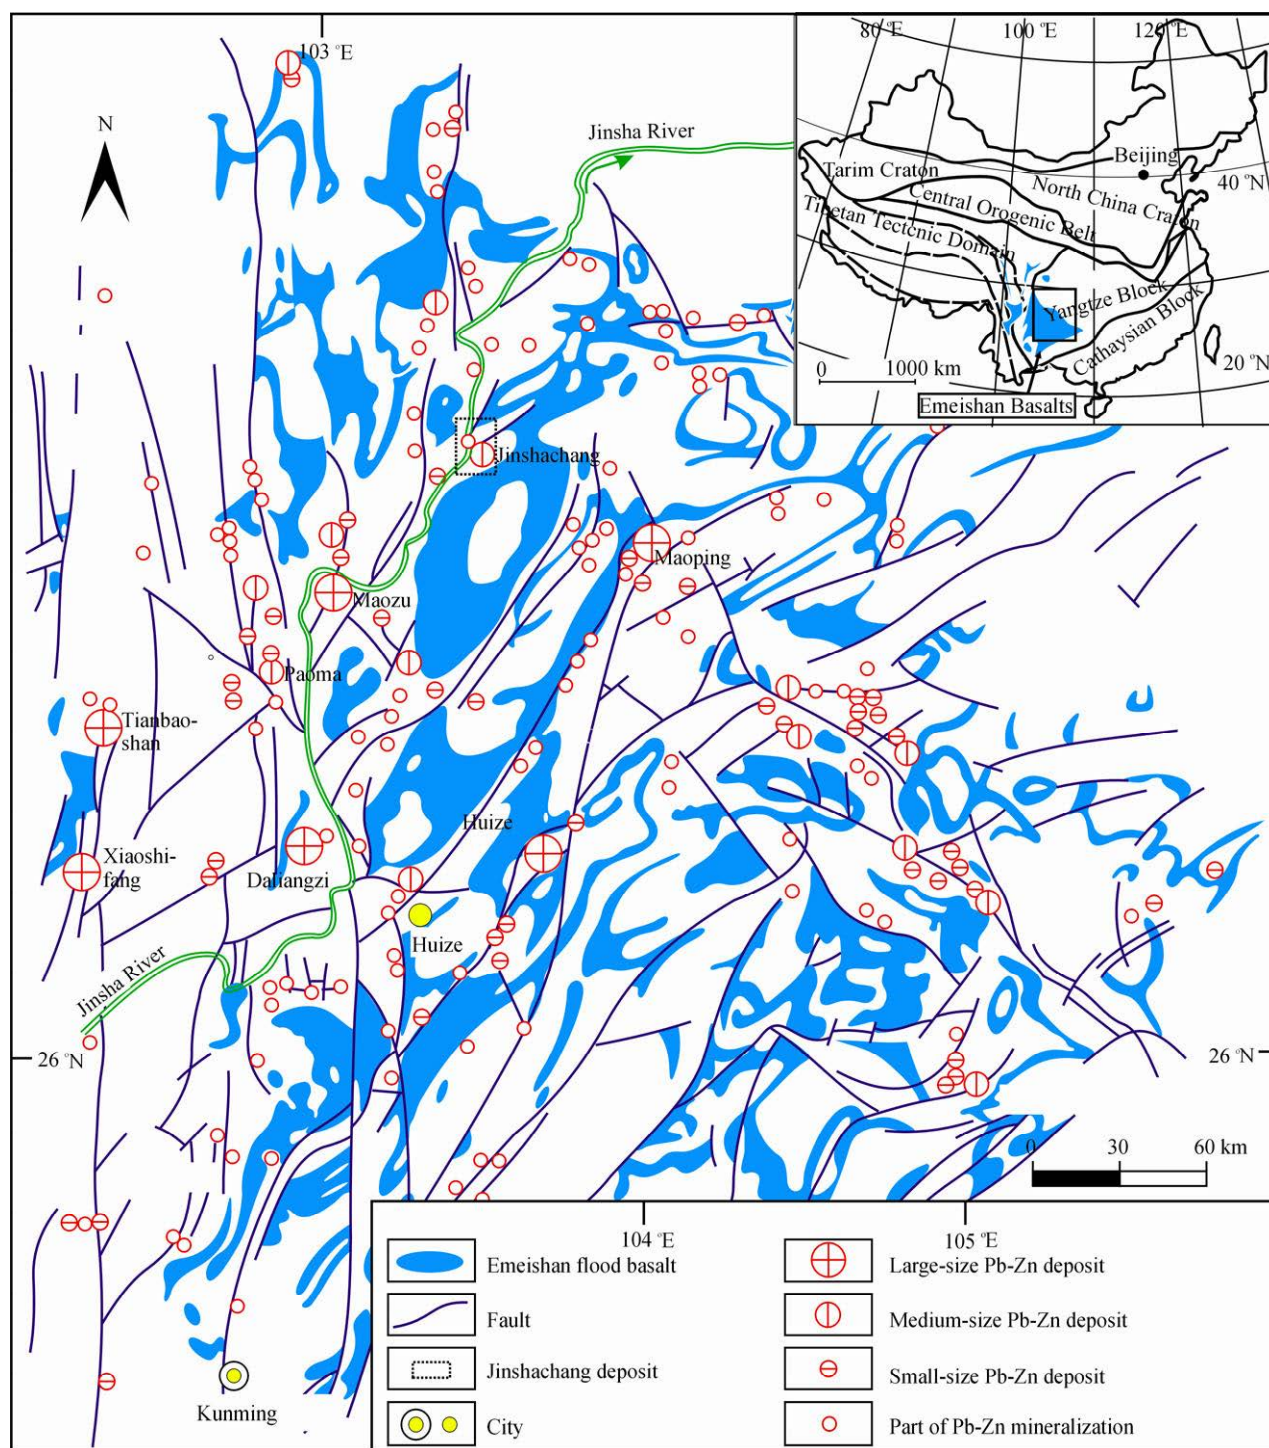 103 °E
N
Jinsha River
80 °E
100 °E
120 °E
Beijing
Tarim Craton
North China Craton
40 °N
Central Orogenic Belt
Tibetan Tectenic Domain
Yangtze Block
Cathaysian Block
0
1000 km
20 °N
Emeishan Basalts
Jinshachang
Maoping
Maozu
Paoma
Tianbao-
shan
Huize
Xiaoshi-
fang
Daliangzi
Huize
Jinsha River
26 °N
26 °N
0
30
60 km
104 °E
105 °E
Emeishan flood basalt
Large-size Pb-Zn deposit
Fault
Medium-size Pb-Zn deposit
Jinshachang deposit
Small-size Pb-Zn deposit
City
Part of Pb-Zn mineralization
Kunming